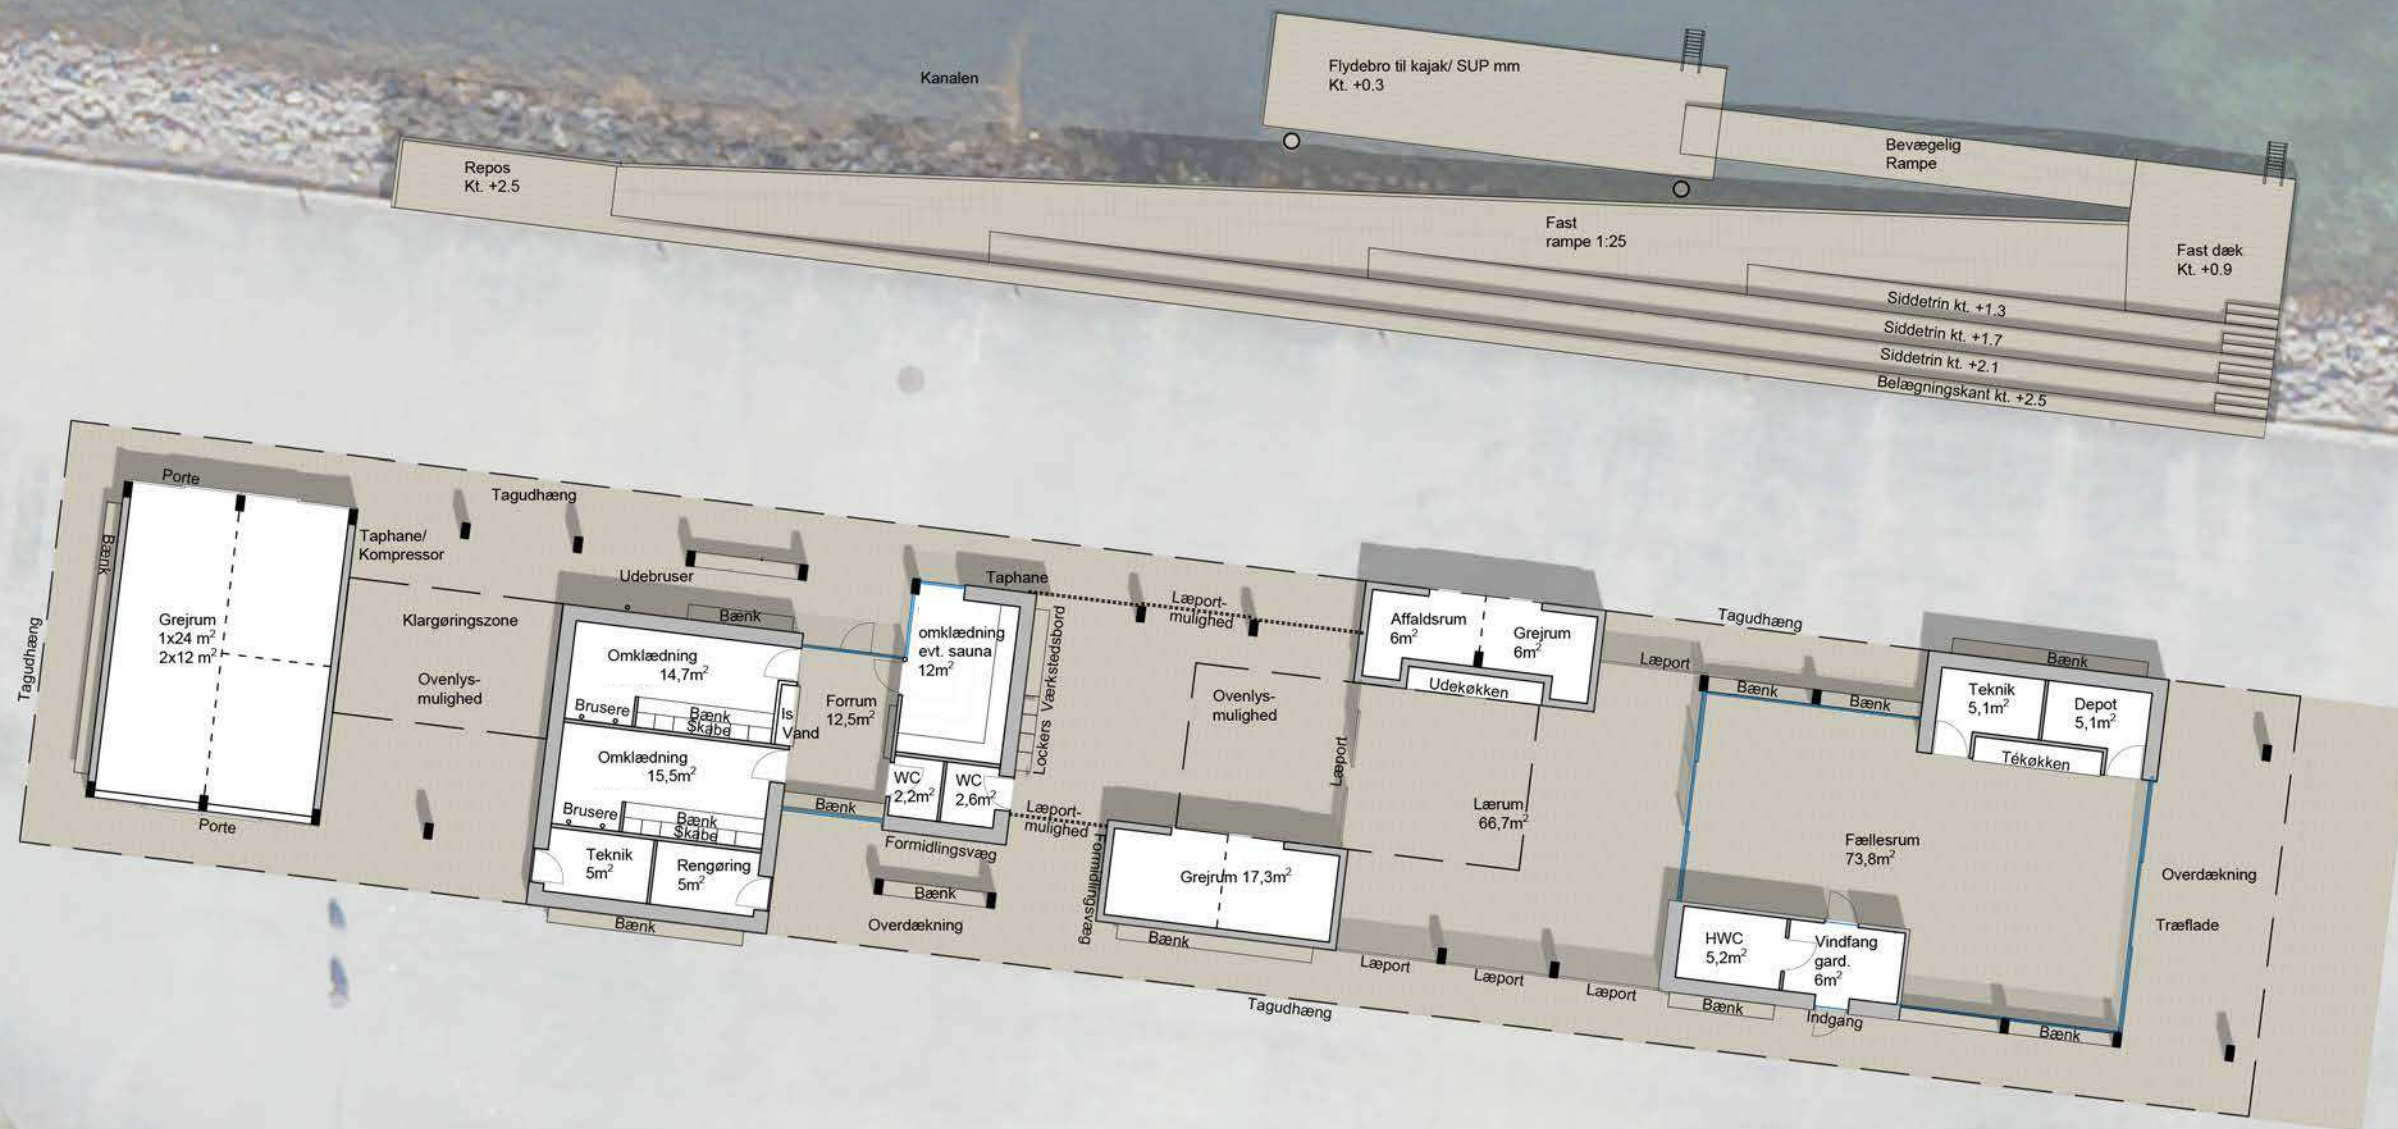 Kanalen
Flydebro til kajak/ SUP mm
Kt. +0.3
Bevægelig
Rampe
Repos
Kt. +2.5
Fast
rampe 1:25
Fast dæk
Kt. +0.9
Siddetrin kt. +1.3
Siddetrin kt. +1.7
Siddetrin kt. +2.1
Belægningskant kt. +2.5
Tagudhæng
Bænk
Porte
Grejrum
1x24 m²
2x12 m²
Porte
Taphane/
Kompressor
Tagudhæng
Klargøringszone
Ovenlys-
mulighed
Udebruser
Bænk
Omklædning
14,7m²
Brusere
Bænk
Skabe
Is
Vand
Omklædning
15,5m²
Brusere
Bænk
Skabe
Teknik
5m²
Rengøring
5m²
Bænk
Forrum
12,5m²
Bænk
omklædning
evt. sauna
12m²
WC
2,2m²
WC
2,6m²
Formidlingsvæg
Bænk
Overdækning
Taphane
Værkstedsbord
Lockers
Læport-
mulighed
Ovenlys-
mulighed
Læport-
mulighed
Formidlingsvæg
Grejrum 17,3m²
Bænk
Tagudhæng
Affaldsrum
6m²
Grejrum
6m²
Udekøkken
Læport
Lærum
66,7m²
Læport
Læport
Læport
Læport
Tagudhæng
Bænk
Bænk
Bænk
Teknik
5,1m²
Depot
5,1m²
Tékøkken
Fællesrum
73,8m²
HWC
5,2m²
Vindfang
gard.
6m²
Bænk
Indgang
Bænk
Overdækning
Træflade